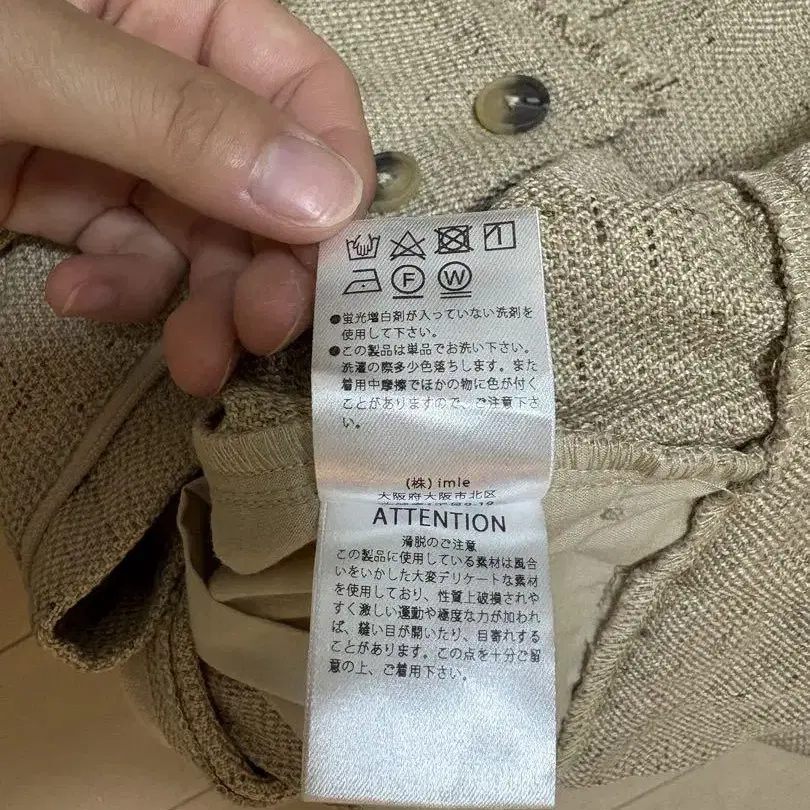 F W
●蛍光増白剤が入っていない洗剤を
使用して下さい。
●この製品は単品でお洗い下さい。
洗濯の際多少色落ちします。また
着用中摩擦でほかの物に色が付く
ことがありますので、ご注意下さ
い。
(株) imle
大阪府大阪市北区
ATTENTION
滑脱のご注意
この製品に使用している素材は風合
いをいかした大変デリケートな素材
を使用しており、性質上破損されや
すく激しい運動や極度な力が加われ
ば、縫い目が開いたり、目寄れする
ことがあります。この点を十分ご留
意の上、ご着用下さい。